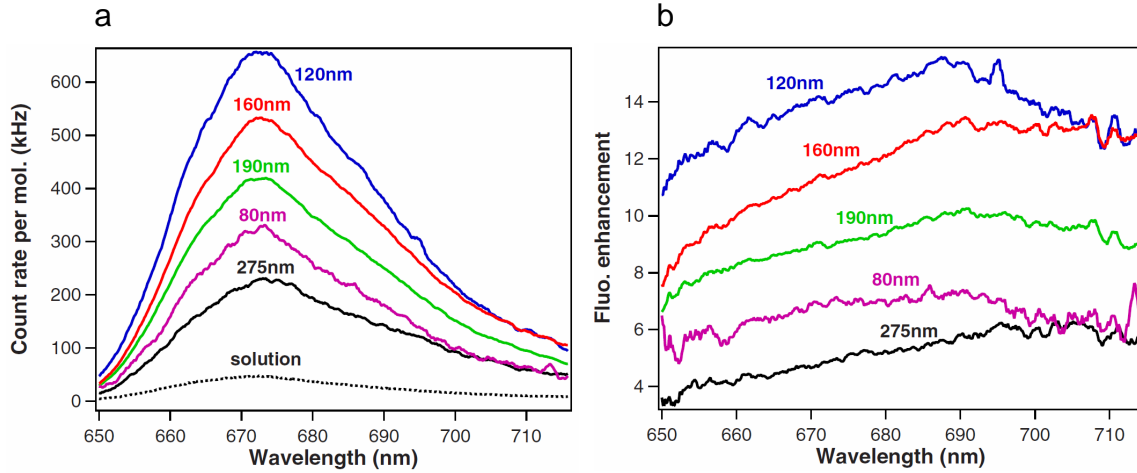 a
Count rate per mol. (kHz)
600
500
400
300
200
100
0
120nm
160nm
190nm
80nm
275nm
solution
650 660 670 680 690 700 710
Wavelength (nm)
b
Fluo. enhancement
14
12
10
8
6
4
120nm
160nm
190nm
80nm
275nm
650 660 670 680 690 700 710
Wavelength (nm)